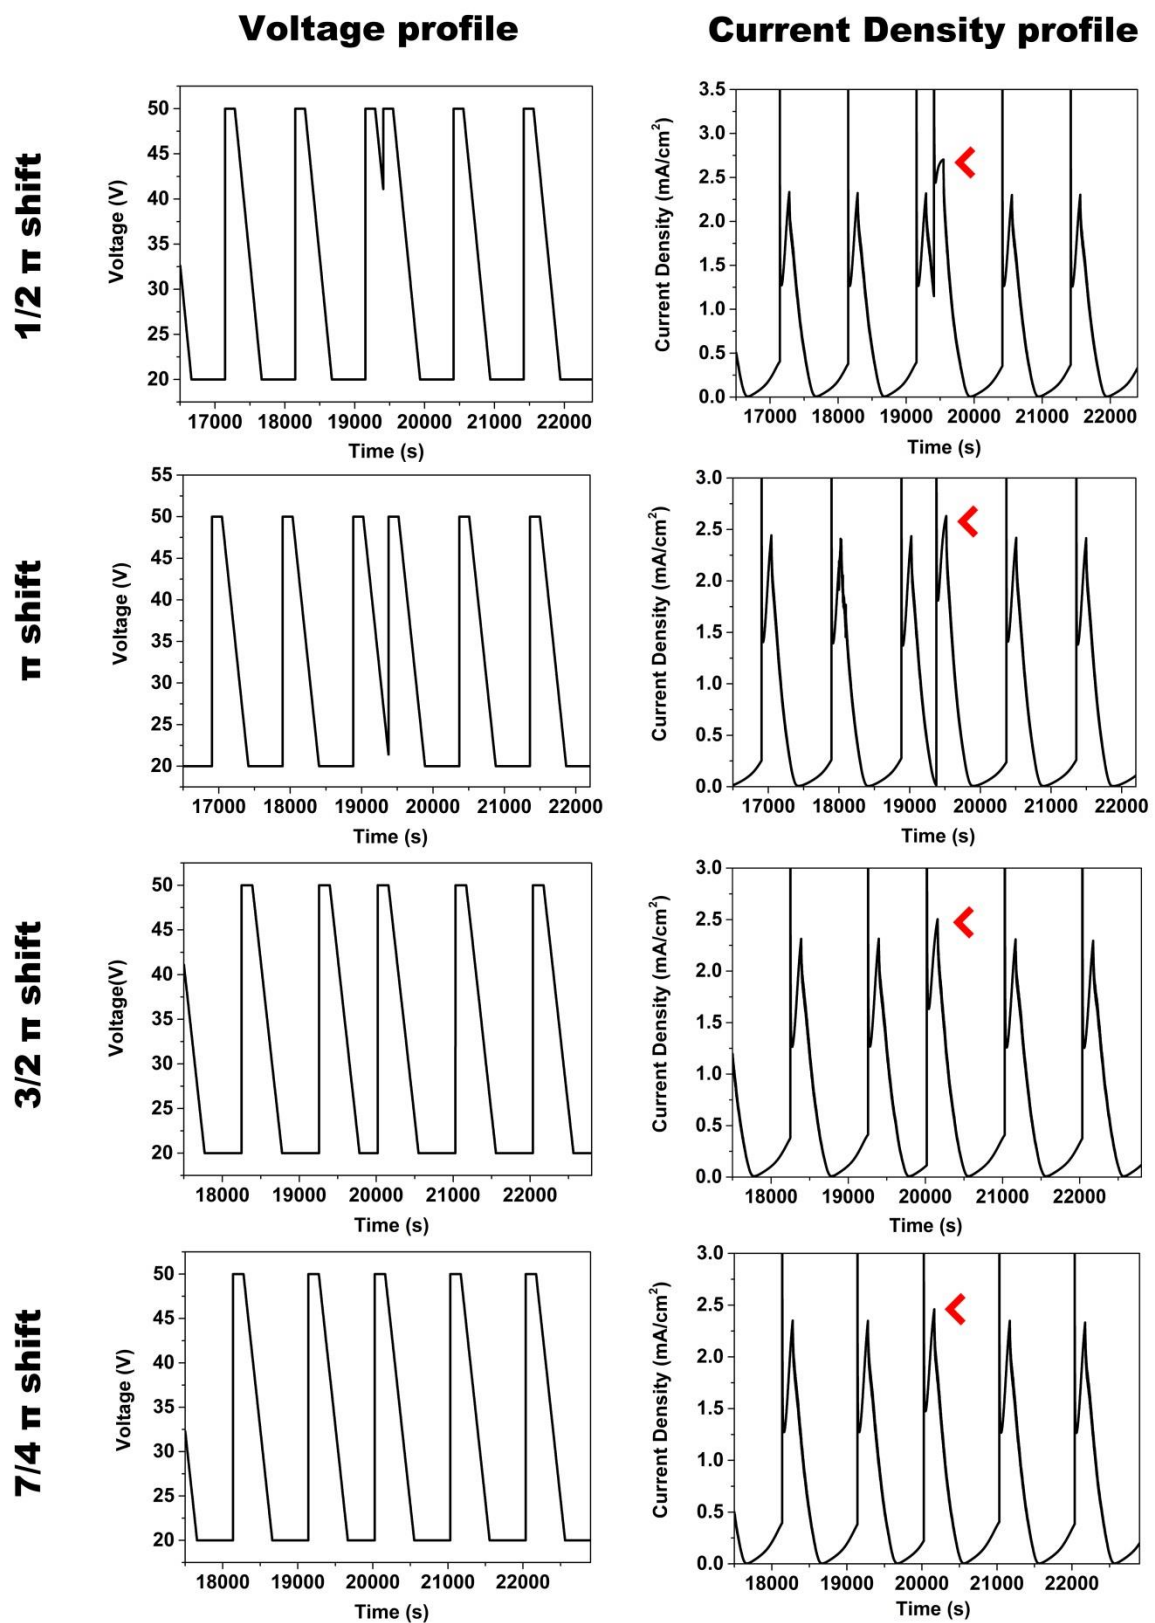 Voltage profile
Current Density profile
1/2 π shift
50
45
40
35
30
25
20
Voltage (V)
17000 18000 19000 20000 21000 22000
Time (s)
3.5
3.0
2.5
2.0
1.5
1.0
0.5
0.0
Current Density (mA/cm²)
17000 18000 19000 20000 21000 22000
Time (s)
π shift
55
50
45
40
35
30
25
20
Voltage (V)
17000 18000 19000 20000 21000 22000
Time (s)
3.0
2.5
2.0
1.5
1.0
0.5
0.0
Current Density (mA/cm²)
17000 18000 19000 20000 21000 22000
Time (s)
3/2 π shift
50
40
30
20
Voltage(V)
18000 19000 20000 21000 22000
Time (s)
3.0
2.5
2.0
1.5
1.0
0.5
0.0
Current Density (mA/cm²)
18000 19000 20000 21000 22000
Time (s)
7/4 π shift
50
40
30
20
Voltage (V)
18000 19000 20000 21000 22000
Time (s)
3.0
2.5
2.0
1.5
1.0
0.5
0.0
Current Density (mA/cm²)
18000 19000 20000 21000 22000
Time (s)